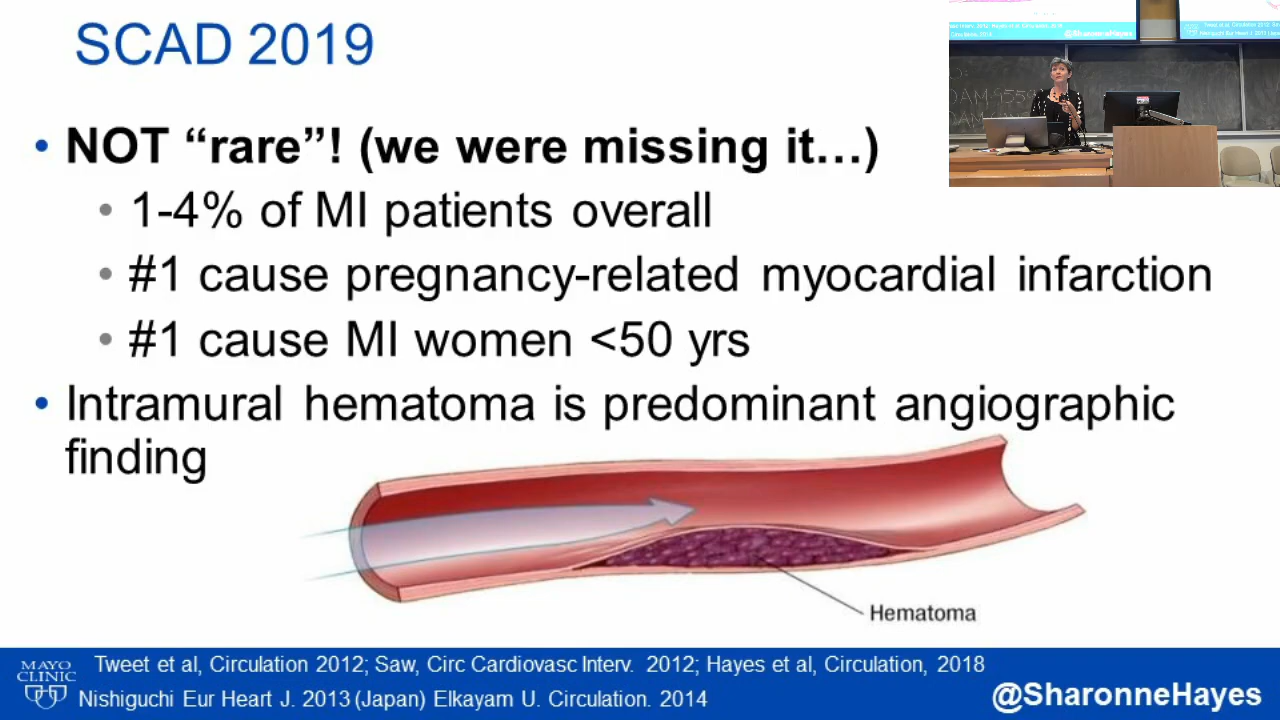 SCAD 2019
• NOT “rare”! (we were missing it…)
• 1-4% of MI patients overall
• #1 cause pregnancy-related myocardial infarction
• #1 cause MI women <50 yrs
• Intramural hematoma is predominant angiographic
finding
Hematoma
MAYO
CLINIC
Tweet et al, Circulation 2012; Saw, Circ Cardiovasc Interv. 2012; Hayes et al, Circulation, 2018
Nishiguchi Eur Heart J. 2013 (Japan) Elkayam U. Circulation. 2014
@SharonneHayes
@SharonneHayes